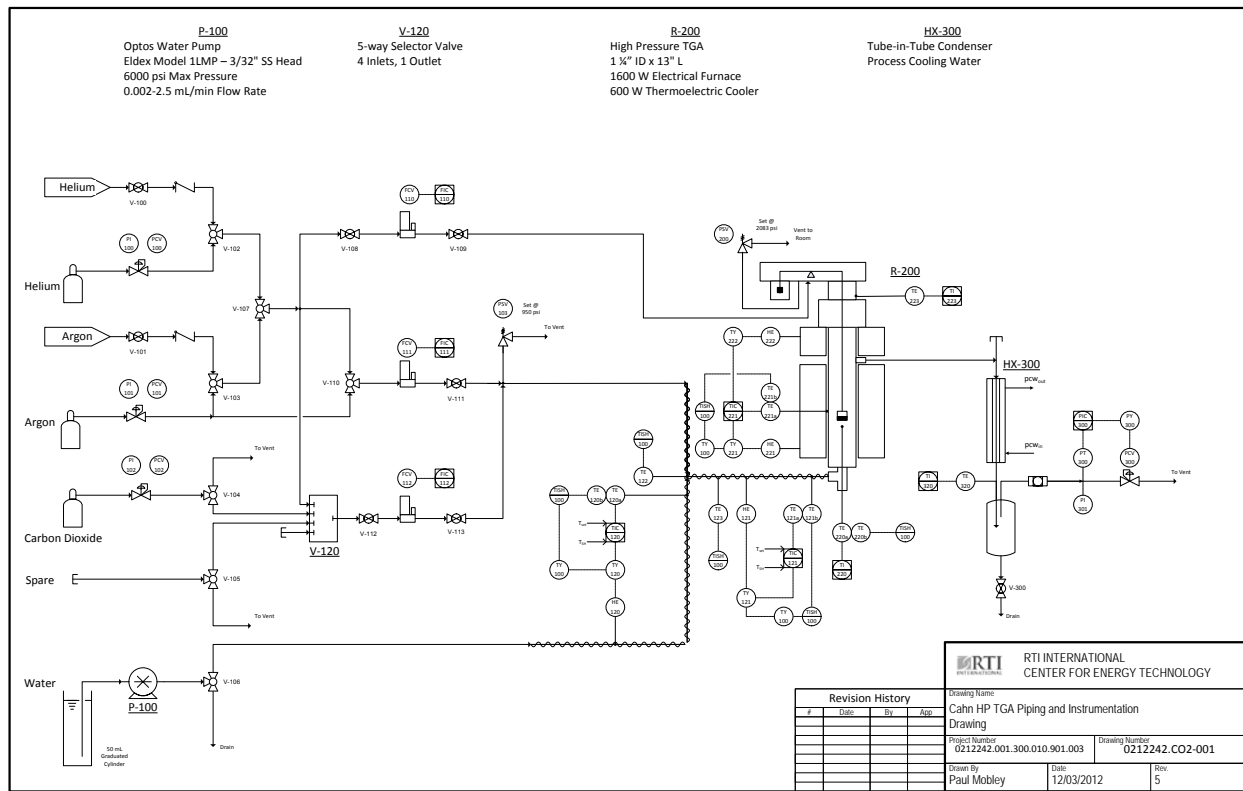 P-100
Optos Water Pump
Eldex Model 1LMP – 3/32" SS Head
6000 psi Max Pressure
0.002-2.5 mL/min Flow Rate
V-120
5-way Selector Valve
4 Inlets, 1 Outlet
R-200
High Pressure TGA
1 ¼" ID x 13" L
1600 W Electrical Furnace
600 W Thermoelectric Cooler
HX-300
Tube-in-Tube Condenser
Process Cooling Water
Helium
V-100
PI 100
PCV 100
V-102
Helium
V-107
Argon
V-101
PI 101
PCV 101
V-103
Argon
PI 102
PCV 102
To Vent
V-104
Carbon Dioxide
Spare
V-105
To Vent
Water
P-100
V-106
Drain
50 mL
Graduated
Cylinder
FCV 110
FIC 110
V-108
V-109
PSV 103
Set @
950 psi
To Vent
FCV 111
FIC 111
V-110
V-111
FCV 112
FIC 112
V-120
V-112
V-113
TISH 100
TE 122
TISH 100
TE 120b
TE 120a
TIC 120
TY 100
TY 120
HE 120
PSV 200
Set @
2083 psi
Vent to
Room
R-200
TE 223
TI 223
TY 222
HE 222
TE 221b
TISH 100
TIC 221
TE 221a
TY 100
TY 221
HE 221
TE 123
HE 121
TE 121a
TE 121b
TISH 100
TIC 121
TY 121
TY 100
TISH 100
TE 220a
TE 220b
TISH 100
TI 220
HX-300
pcwout
pcwin
TI 320
TE 320
PIC 300
PY 300
PT 300
PCV 300
PI 301
To Vent
V-300
Drain
RTI
INTERNATIONAL
RTI INTERNATIONAL
CENTER FOR ENERGY TECHNOLOGY
Revision History
# Date By App
Drawing Name
Cahn HP TGA Piping and Instrumentation
Drawing
Project Number
0212242.001.300.010.901.003
Drawing Number
0212242.CO2-001
Drawn By
Paul Mobley
Date
12/03/2012
Rev.
5